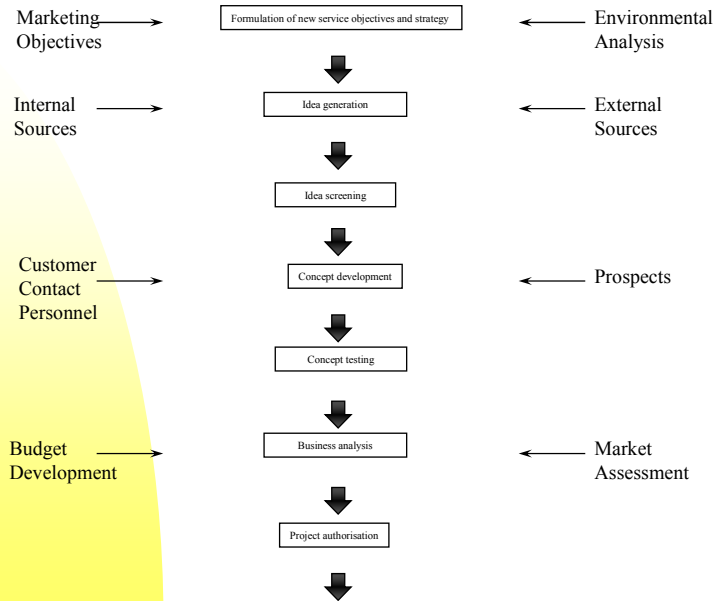 Marketing
Objectives
Formulation of new service objectives and strategy
Environmental
Analysis
Internal
Sources
Idea generation
External
Sources
Idea screening
Customer
Contact
Personnel
Concept development
Prospects
Concept testing
Budget
Development
Business analysis
Market
Assessment
Project authorisation